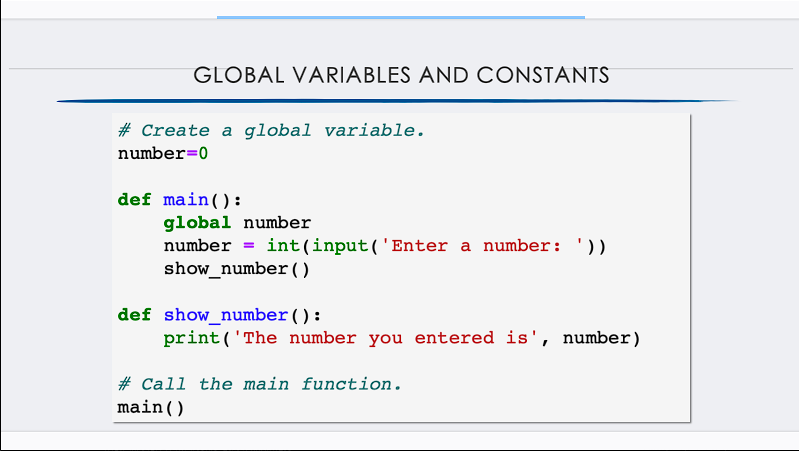 GLOBAL VARIABLES AND CONSTANTS
# Create a global variable.
number=0
def main():
    global number
    number = int(input('Enter a number: '))
    show_number()
def show_number():
    print('The number you entered is', number)
# Call the main function.
main()